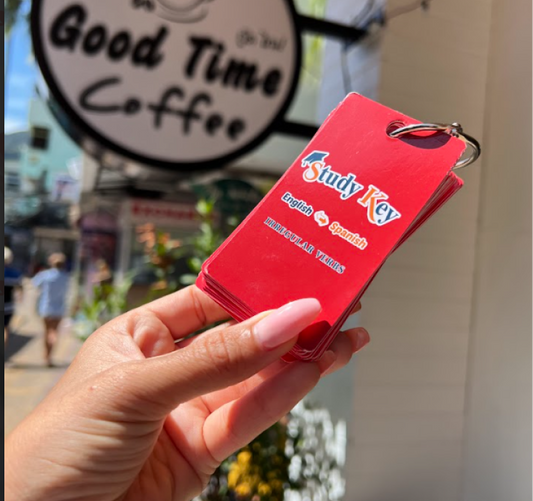 Good Time
Coffee
Study Key
English Spanish
IRREGULAR VERBS